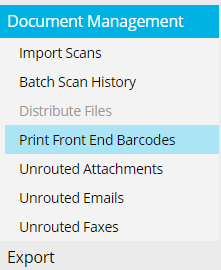 Document Management
Import Scans
Batch Scan History
Distribute Files
Print Front End Barcodes
Unrouted Attachments
Unrouted Emails
Unrouted Faxes
Export